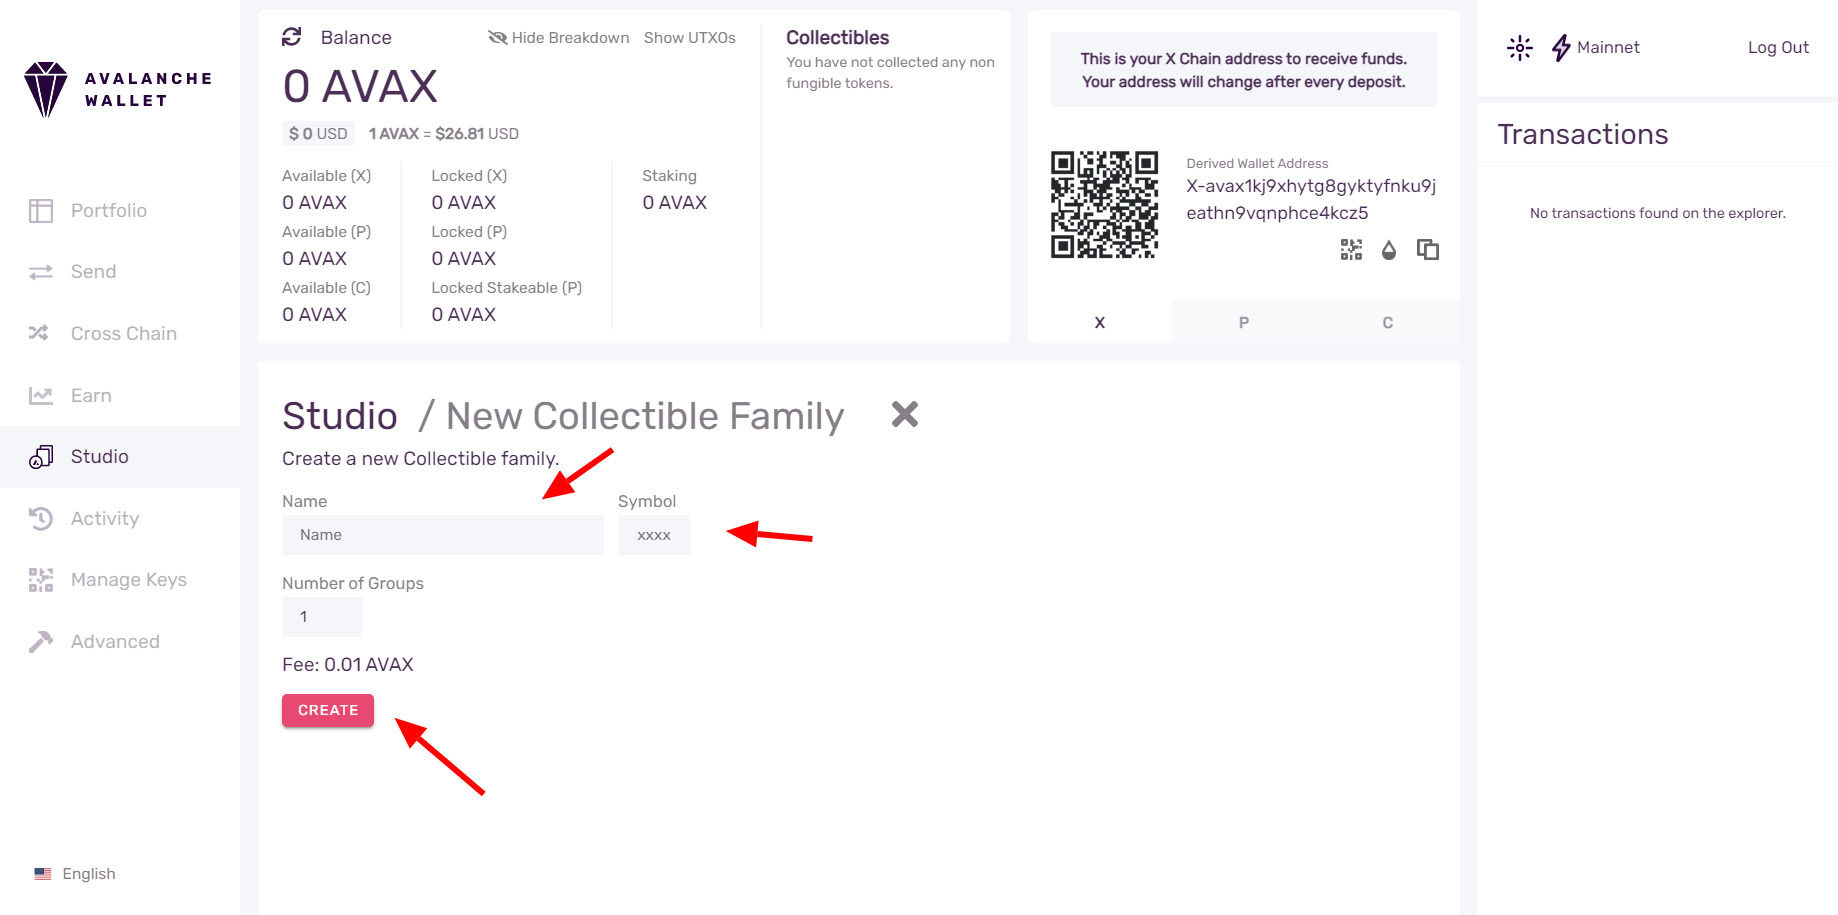 AVALANCHE
WALLET
Portfolio
Send
Cross Chain
Earn
Studio
Activity
Manage Keys
Advanced
English
Balance
Hide Breakdown
Show UTXOs
0 AVAX
$ 0 USD
1 AVAX = $26.81 USD
Available (X)
0 AVAX
Available (P)
0 AVAX
Available (C)
0 AVAX
Locked (X)
0 AVAX
Locked (P)
0 AVAX
Locked Stakeable (P)
0 AVAX
Staking
0 AVAX
Collectibles
You have not collected any non
fungible tokens.
This is your X Chain address to receive funds.
Your address will change after every deposit.
Derived Wallet Address
X-avax1kj9xhytg8gyktyfnku9j
eathn9vqnphce4kcz5
X
P
C
Studio / New Collectible Family
Create a new Collectible family.
Name
Name
Symbol
xxxx
Number of Groups
1
Fee: 0.01 AVAX
CREATE
Mainnet
Log Out
Transactions
No transactions found on the explorer.